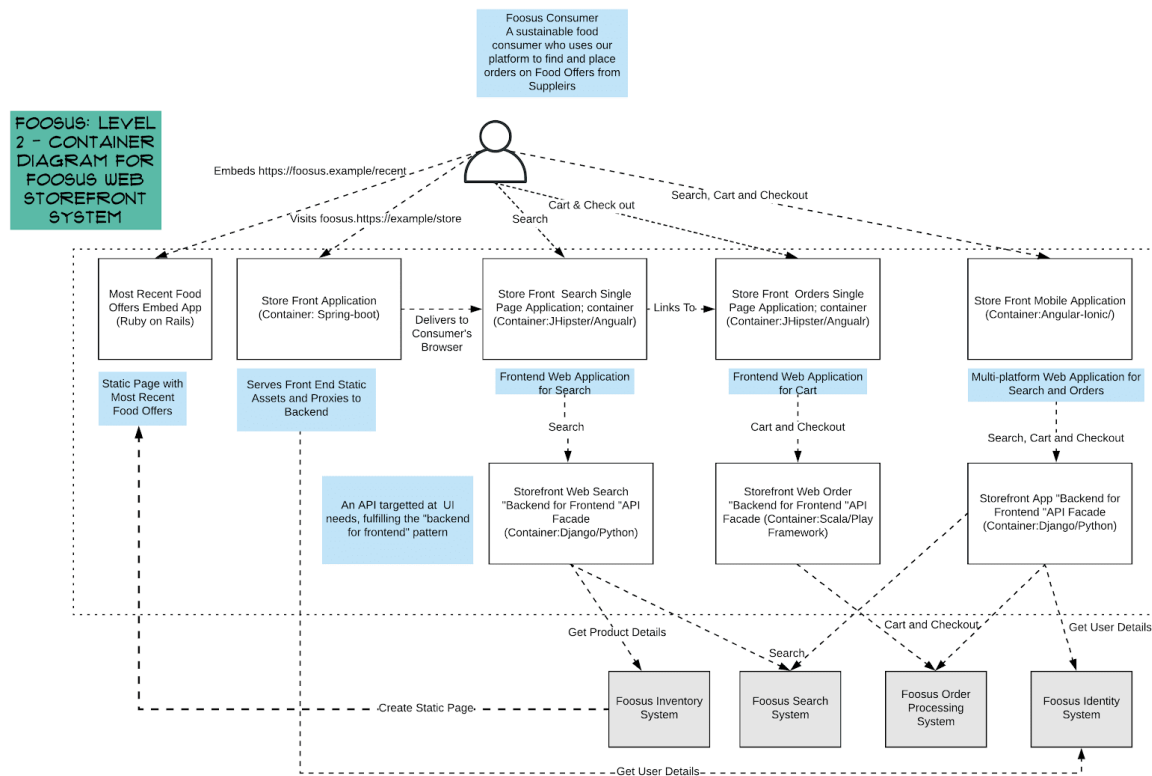 Foosus Consumer
A sustainable food
consumer who uses our
platform to find and place
orders on Food Offers from
Suppleirs
FOOSUS: LEVEL
2 - CONTAINER
DIAGRAM FOR
FOOSUS WEB
STOREFRONT
SYSTEM
Embeds https://foosus.example/recent
Visits foosus.https://example/store
Search
Cart & Check out
Search, Cart and Checkout
Most Recent Food
Offers Embed App
(Ruby on Rails)
Store Front Application
(Container: Spring-boot)
Delivers to
Consumer's
Browser
Store Front Search Single
Page Application; container
(Container:JHipster/Angualr)
Links To
Store Front Orders Single
Page Application; container
(Container:JHipster/Angualr)
Store Front Mobile Application
(Container:Angular-Ionic/)
Static Page with
Most Recent
Food Offers
Serves Front End Static
Assets and Proxies to
Backend
Frontend Web Application
for Search
Frontend Web Application
for Cart
Multi-platform Web Application for
Search and Orders
Search
Cart and Checkout
Search, Cart and Checkout
An API targetted at UI
needs, fulfilling the "backend
for frontend" pattern
Storefront Web Search
"Backend for Frontend "API
Facade
(Container:Django/Python)
Storefront Web Order
"Backend for Frontend "API
Facade (Container:Scala/Play
Framework)
Storefront App "Backend for
Frontend "API Facade
(Container:Django/Python)
Get Product Details
Search
Cart and Checkout
Get User Details
Foosus Inventory
System
Foosus Search
System
Foosus Order
Processing
System
Foosus Identity
System
Create Static Page
Get User Details